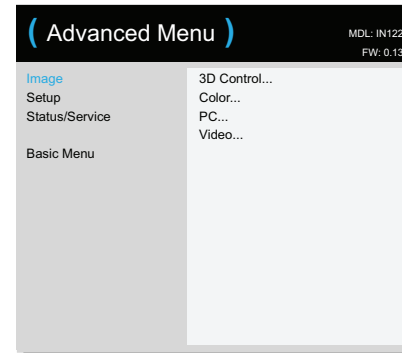 ( Advanced Menu )
MDL: IN122
FW: 0.13
Image
Setup
Status/Service
Basic Menu
3D Control...
Color...
PC...
Video...